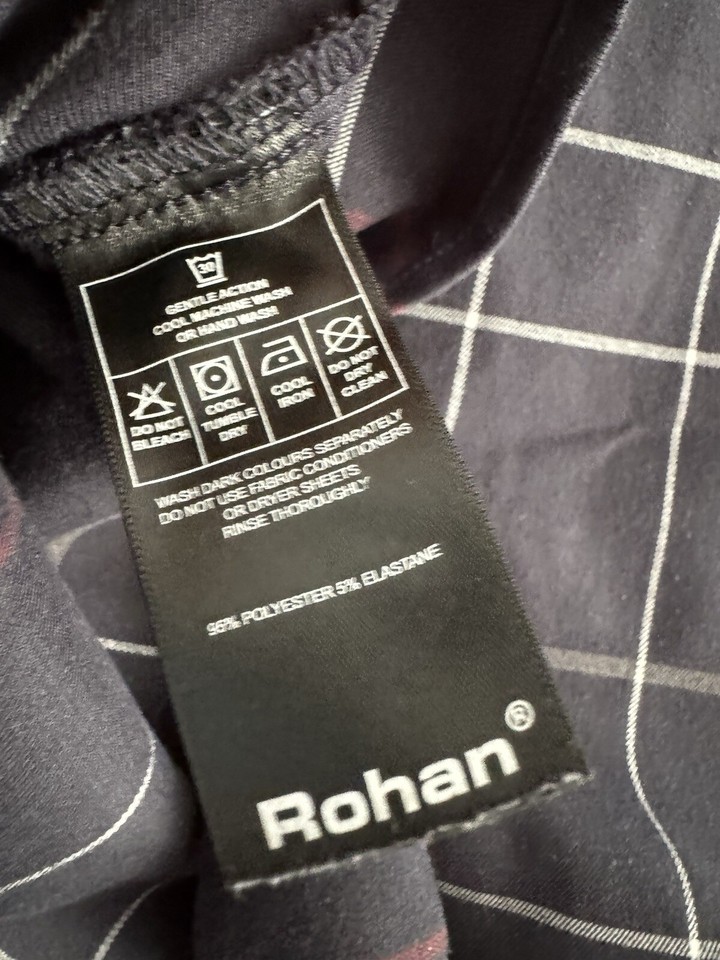 30
GENTLE ACTION
COOL MACHINE WASH
OR HAND WASH
DO NOT
BLEACH
COOL
TUMBLE
DRY
COOL
IRON
DO NOT
DRY
CLEAN
WASH DARK COLOURS SEPARATELY
DO NOT USE FABRIC CONDITIONERS
OR DRYER SHEETS
RINSE THOROUGHLY
95% POLYESTER 5% ELASTANE
Rohan®